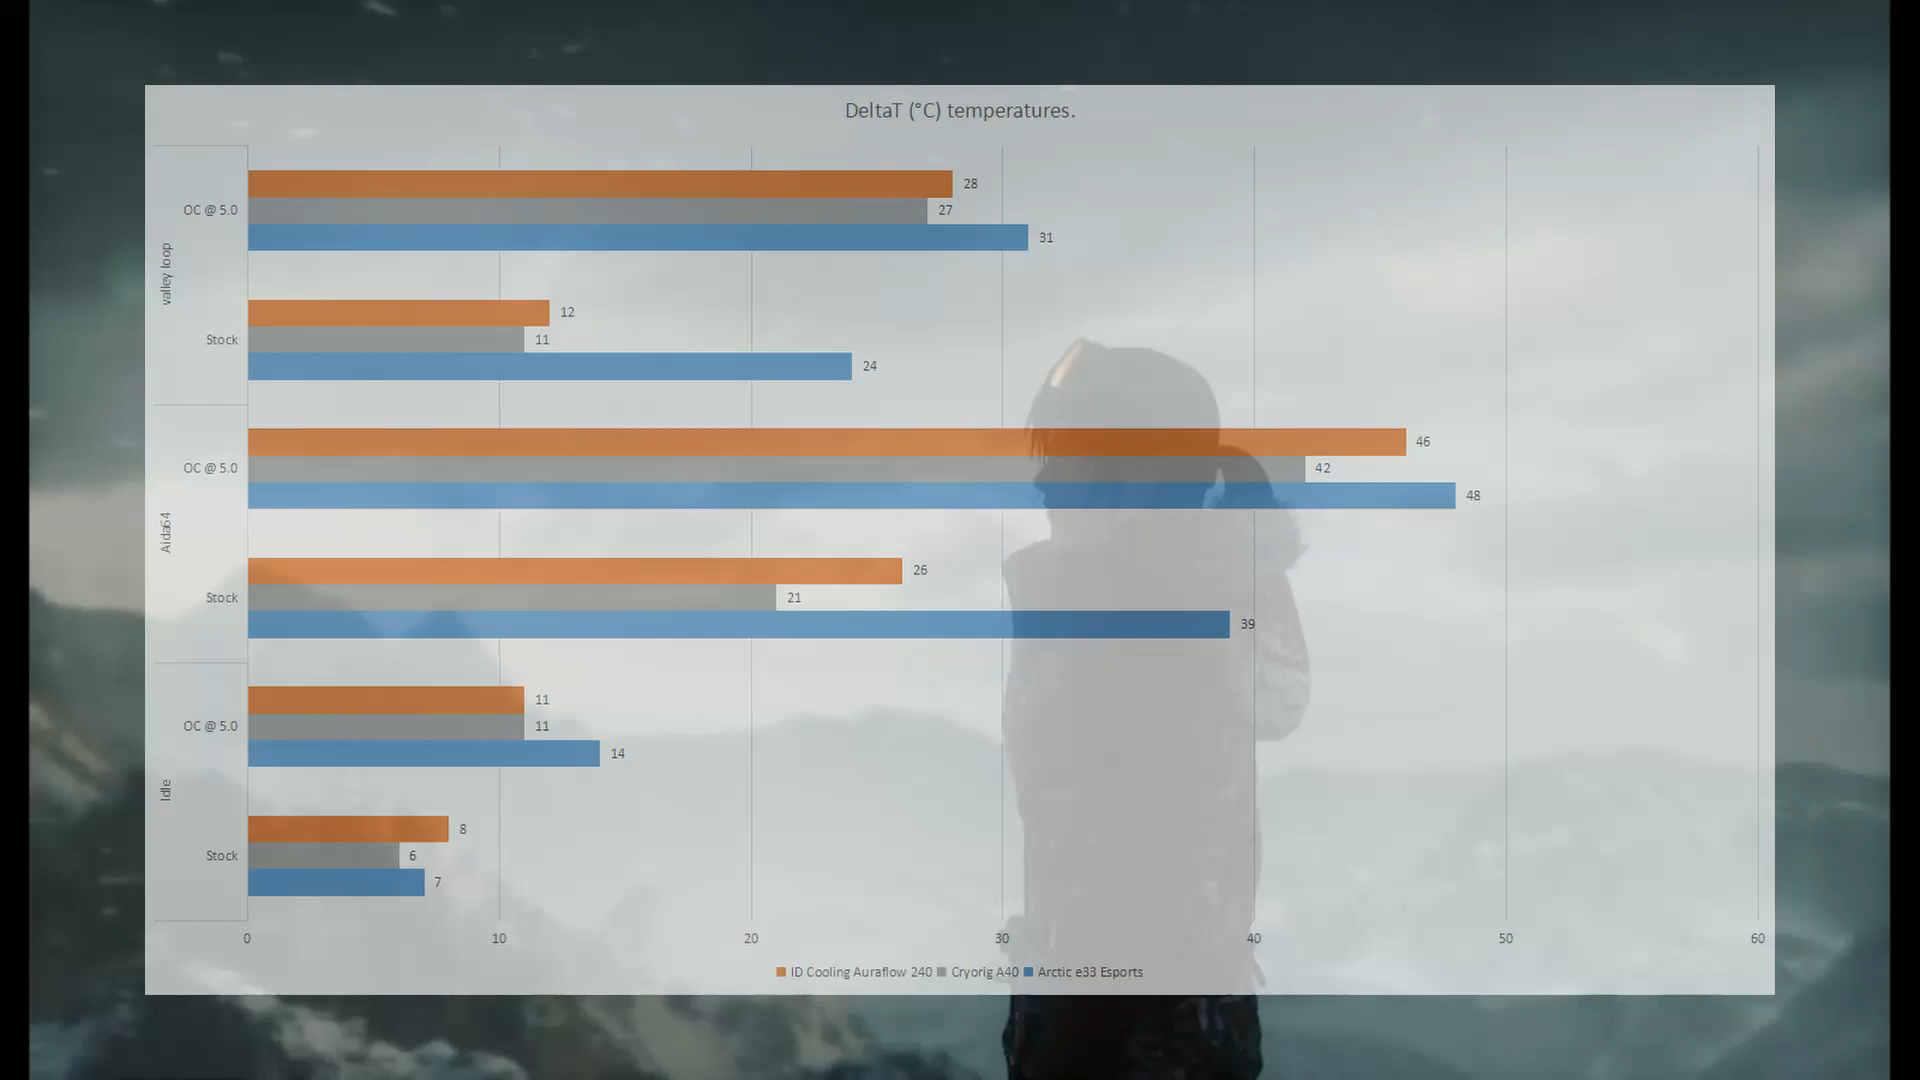 DeltaT (°C) temperatures.
valley loop
OC @ 5.0
28
27
31
Stock
12
11
24
Aida64
OC @ 5.0
46
42
48
Stock
26
21
39
Idle
OC @ 5.0
11
11
14
Stock
8
6
7
0 10 20 30 40 50 60
ID Cooling Auraflow 240 Cryorig A40 Arctic e33 Esports